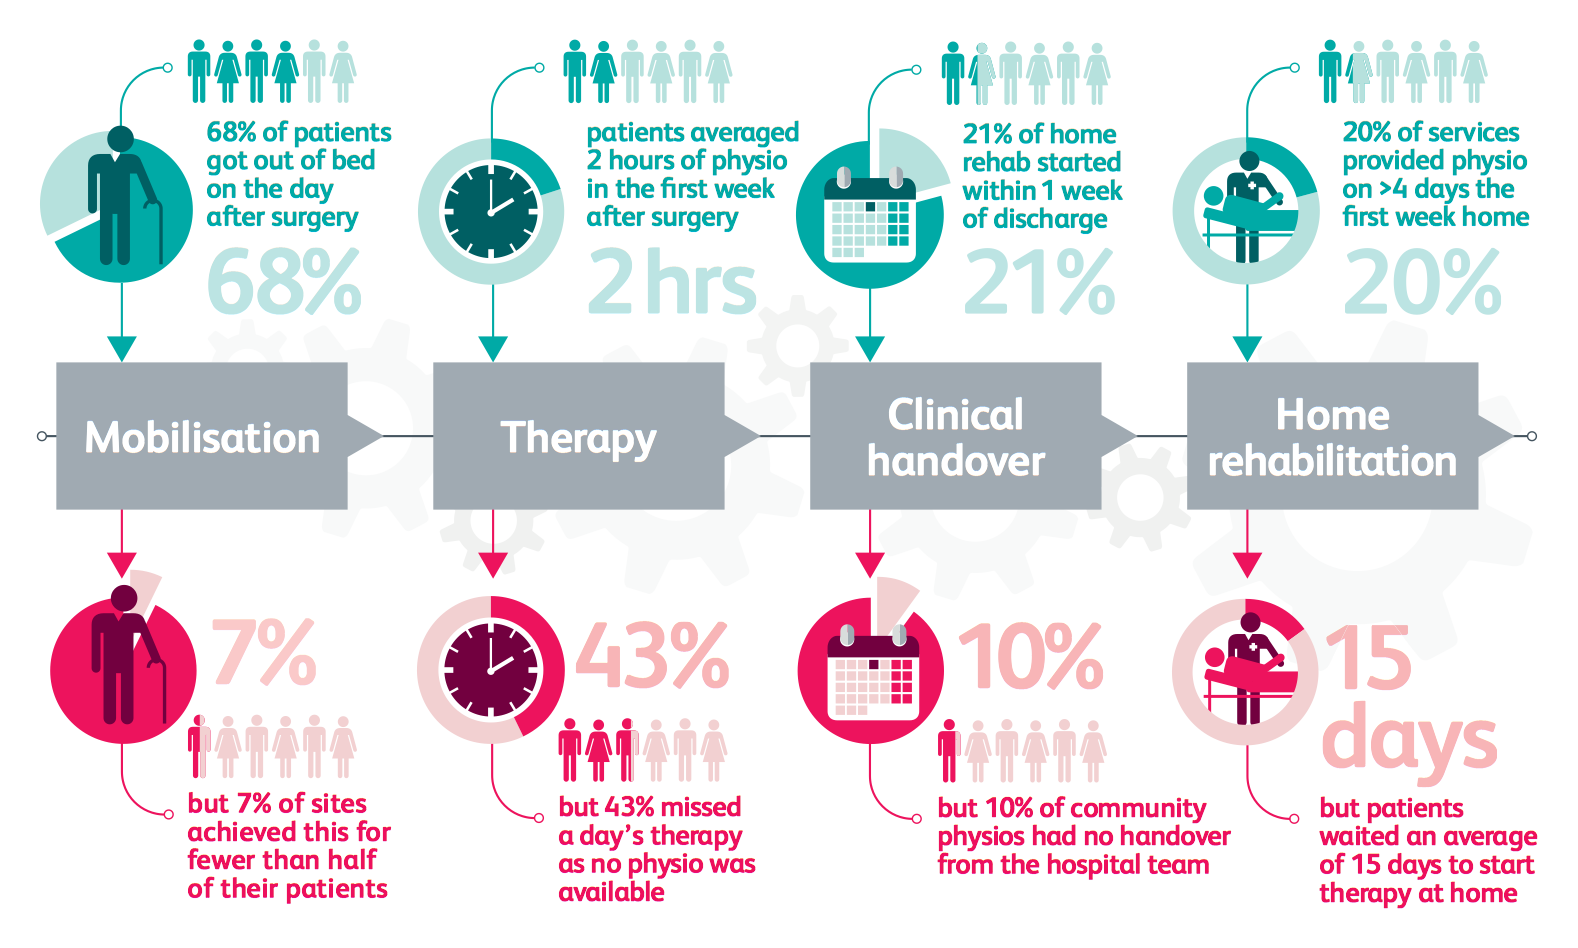 68% of patients
got out of bed
on the day
after surgery
68%
patients averaged
2 hours of physio
in the first week
after surgery
2 hrs
21% of home
rehab started
within 1 week
of discharge
21%
20% of services
provided physio
on >4 days the
first week home
20%
Mobilisation
Therapy
Clinical
handover
Home
rehabilitation
7%
but 7% of sites
achieved this for
fewer than half
of their patients
43%
but 43% missed
a day's therapy
as no physio was
available
10%
but 10% of community
physios had no handover
from the hospital team
15
days
but patients
waited an average
of 15 days to start
therapy at home